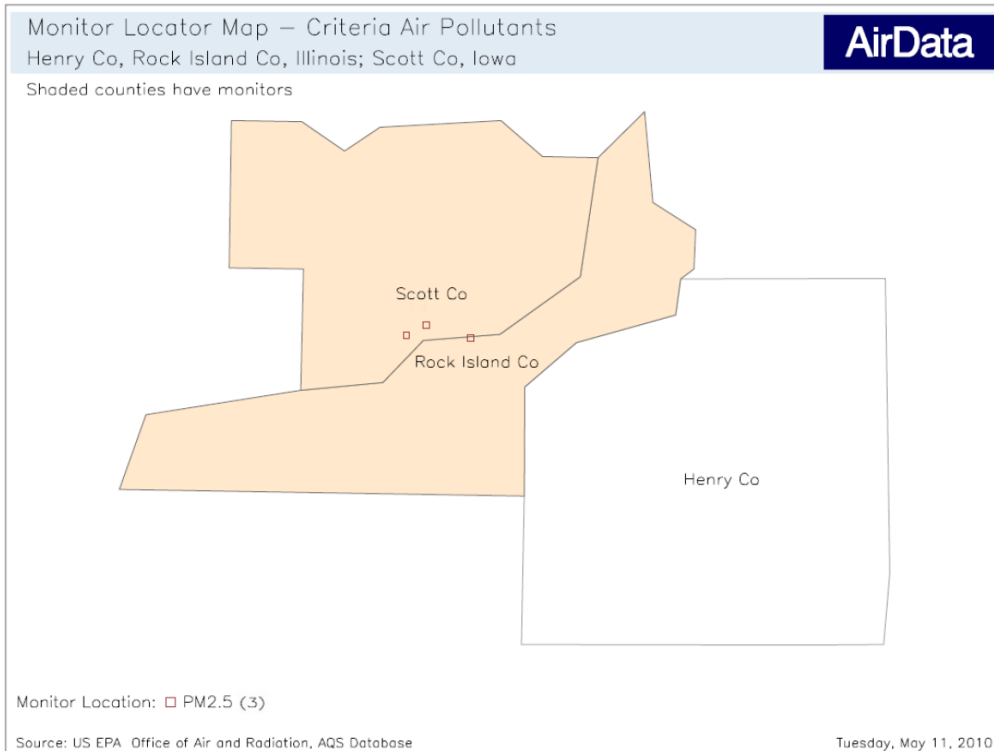 Monitor Locator Map – Criteria Air Pollutants
Henry Co, Rock Island Co, Illinois; Scott Co, Iowa
AirData
Shaded counties have monitors
Scott Co
Rock Island Co
Henry Co
Monitor Location: PM2.5 (3)
Source: US EPA Office of Air and Radiation, AQS Database
Tuesday, May 11, 2010